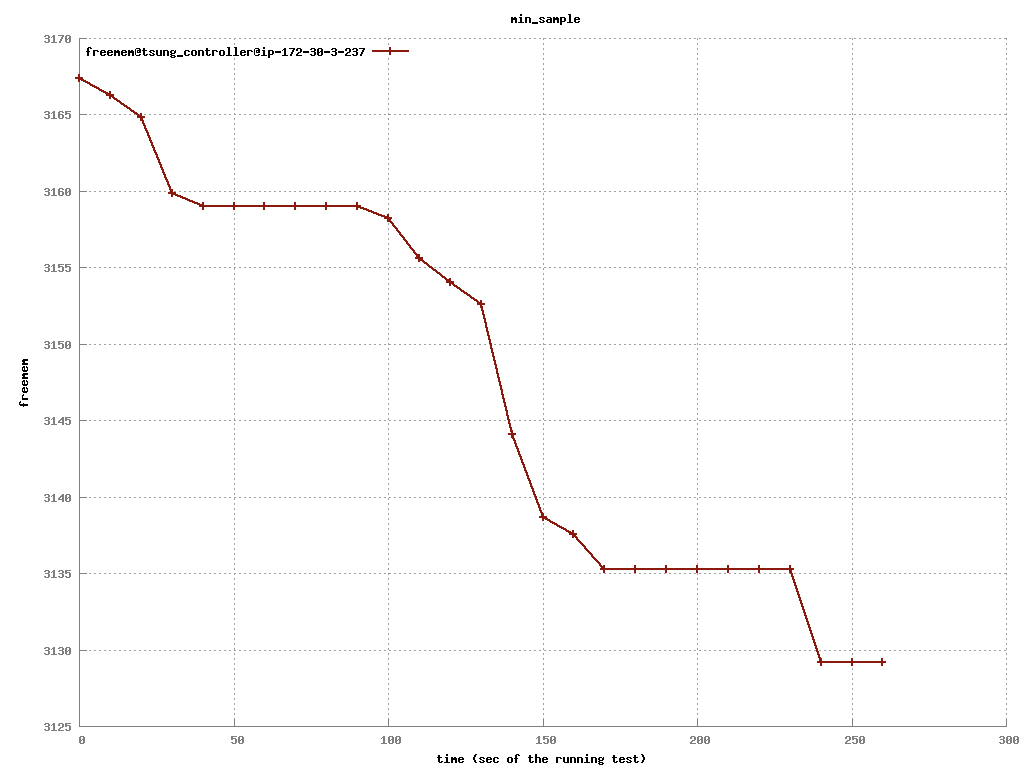 min_sample
3170
freemem@tsung_controller@ip-172-30-3-237
3165
3160
3155
3150
freemem
3145
3140
3135
3130
3125
0 50 100 150 200 250 300
time (sec of the running test)